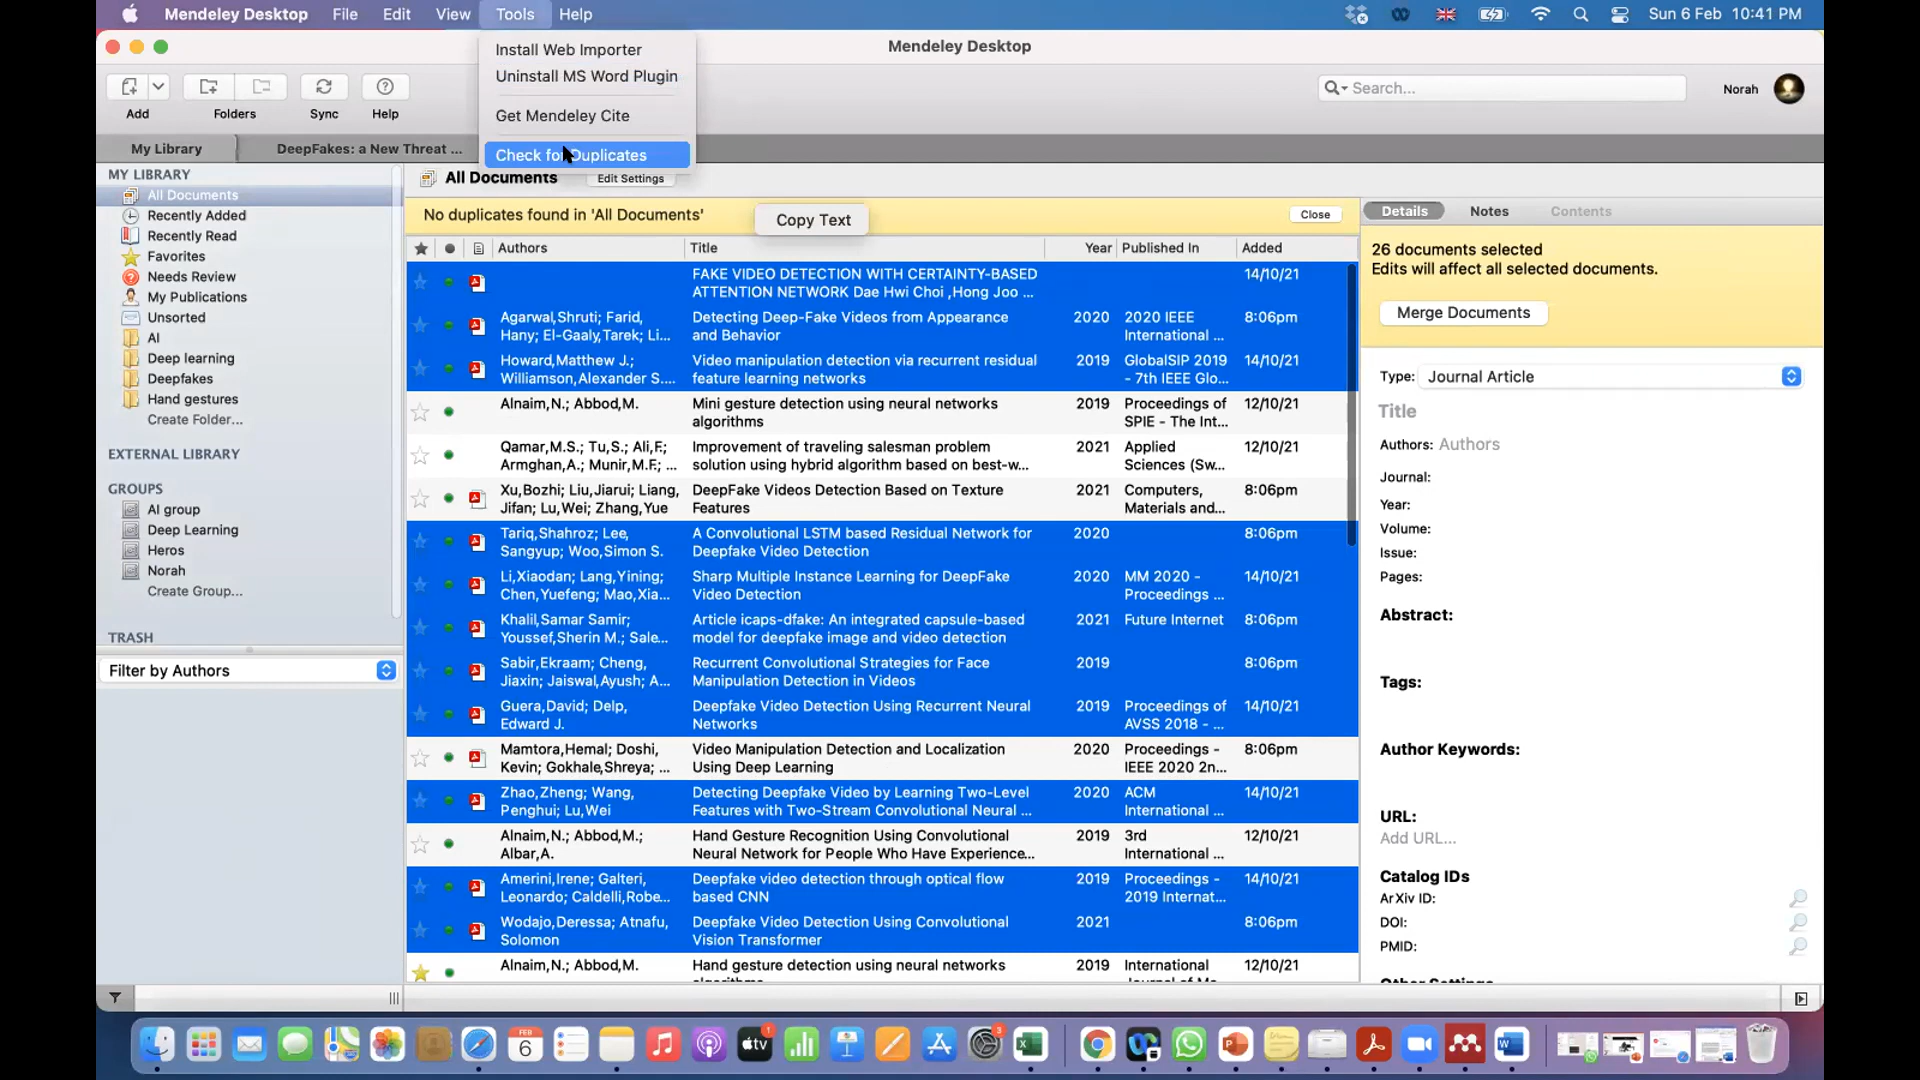 Mendeley Desktop File Edit View Tools Help Sun 6 Feb 10:41 PM
Mendeley Desktop
Install Web Importer
Uninstall MS Word Plugin
Get Mendeley Cite
Check for Duplicates
Add Folders Sync Help
Search...
Norah
My Library
DeepFakes: a New Threat ...
MY LIBRARY
All Documents
Recently Added
Recently Read
Favorites
Needs Review
My Publications
Unsorted
AI
Deep learning
Deepfakes
Hand gestures
Create Folder...
EXTERNAL LIBRARY
GROUPS
AI group
Deep Learning
Heros
Norah
Create Group...
TRASH
Filter by Authors
All Documents Edit Settings
No duplicates found in 'All Documents' Copy Text Close
Authors Title Year Published In Added
FAKE VIDEO DETECTION WITH CERTAINTY-BASED 14/10/21
ATTENTION NETWORK Dae Hwi Choi ,Hong Joo ...
Agarwal,Shruti; Farid, Detecting Deep-Fake Videos from Appearance 2020 2020 IEEE 8:06pm
Hany; El-Gaaly,Tarek; Li... and Behavior International ...
Howard,Matthew J.; Video manipulation detection via recurrent residual 2019 GlobalSIP 2019 14/10/21
Williamson,Alexander S.... feature learning networks - 7th IEEE Glo...
Alnaim,N.; Abbod,M. Mini gesture detection using neural networks 2019 Proceedings of 12/10/21
algorithms SPIE - The Int...
Qamar,M.S.; Tu,S.; Ali,F.; Improvement of traveling salesman problem 2021 Applied 12/10/21
Armghan,A.; Munir,M.F.; ... solution using hybrid algorithm based on best-w... Sciences (Sw...
Xu,Bozhi; Liu,Jiarui; Liang, DeepFake Videos Detection Based on Texture 2021 Computers, 8:06pm
Jifan; Lu,Wei; Zhang,Yue Features Materials and...
Tariq,Shahroz; Lee, A Convolutional LSTM based Residual Network for 2020 8:06pm
Sangyup; Woo,Simon S. Deepfake Video Detection
Li,Xiaodan; Lang,Yining; Sharp Multiple Instance Learning for DeepFake 2020 MM 2020 - 14/10/21
Chen,Yuefeng; Mao,Xia... Video Detection Proceedings ...
Khalil,Samar Samir; Article icaps-dfake: An integrated capsule-based 2021 Future Internet 8:06pm
Youssef,Sherin M.; Sale... model for deepfake image and video detection
Sabir,Ekraam; Cheng, Recurrent Convolutional Strategies for Face 2019 8:06pm
Jiaxin; Jaiswal,Ayush; A... Manipulation Detection in Videos
Guera,David; Delp, Deepfake Video Detection Using Recurrent Neural 2019 Proceedings of 14/10/21
Edward J. Networks AVSS 2018 - ...
Mamtora,Hemal; Doshi, Video Manipulation Detection and Localization 2020 Proceedings - 8:06pm
Kevin; Gokhale,Shreya; ... Using Deep Learning IEEE 2020 2n...
Zhao,Zheng; Wang, Detecting Deepfake Video by Learning Two-Level 2020 ACM 14/10/21
Penghui; Lu,Wei Features with Two-Stream Convolutional Neural ... International ...
Alnaim,N.; Abbod,M.; Hand Gesture Recognition Using Convolutional 2019 3rd 12/10/21
Albar,A. Neural Network for People Who Have Experience... International ...
Amerini,Irene; Galteri, Deepfake video detection through optical flow 2019 Proceedings - 14/10/21
Leonardo; Caldelli,Robe... based CNN 2019 Internat...
Wodajo,Deressa; Atnafu, Deepfake Video Detection Using Convolutional 2021 8:06pm
Solomon Vision Transformer
Alnaim,N.; Abbod,M. Hand gesture detection using neural networks 2019 International 12/10/21
Details Notes Contents
26 documents selected
Edits will affect all selected documents.
Merge Documents
Type: Journal Article
Title
Authors: Authors
Journal:
Year:
Volume:
Issue:
Pages:
Abstract:
Tags:
Author Keywords:
URL:
Add URL...
Catalog IDs
ArXiv ID:
DOI:
PMID:
FEB
6
tv
1
3